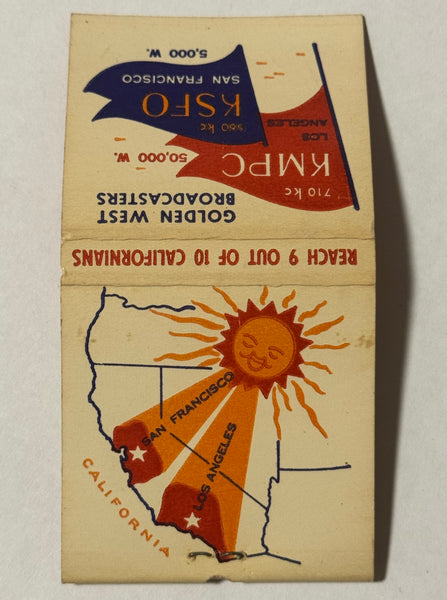 REACH 9 OUT OF 10 CALIFORNIANS
GOLDEN WEST
BROADCASTERS
710 kc
KMPC
50,000 W.
LOS
ANGELES
560 kc
KSFO
SAN FRANCISCO
5,000 W.
SAN FRANCISCO
LOS ANGELES
CALIFORNIA